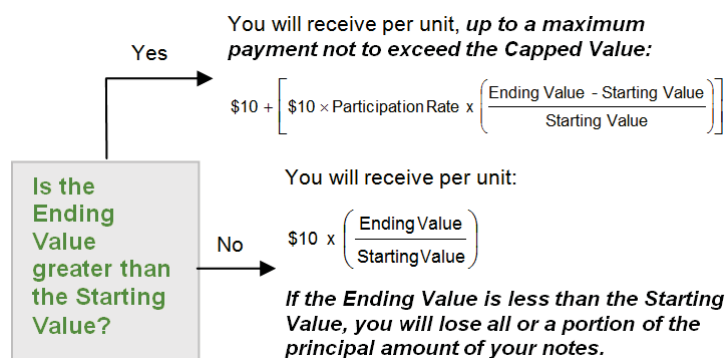 You will receive per unit, up to a maximum
payment not to exceed the Capped Value:
Yes
$10 + [ $10 × Participation Rate x ( Ending Value - Starting Value / Starting Value ) ]
Is the
Ending
Value
greater than
the Starting
Value?
No
You will receive per unit:
$10 x ( Ending Value / Starting Value )
If the Ending Value is less than the Starting
Value, you will lose all or a portion of the
principal amount of your notes.